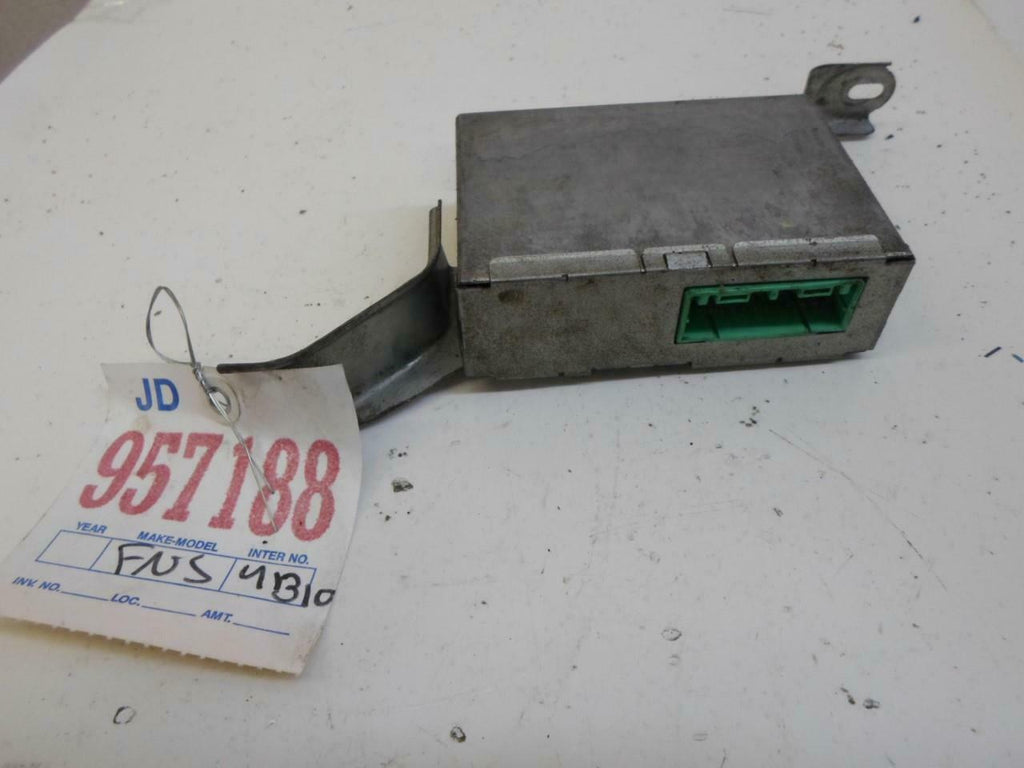 JD
957188
YEAR MAKE-MODEL INTER NO.
FNS 4B10
INV. NO. LOC. AMT.